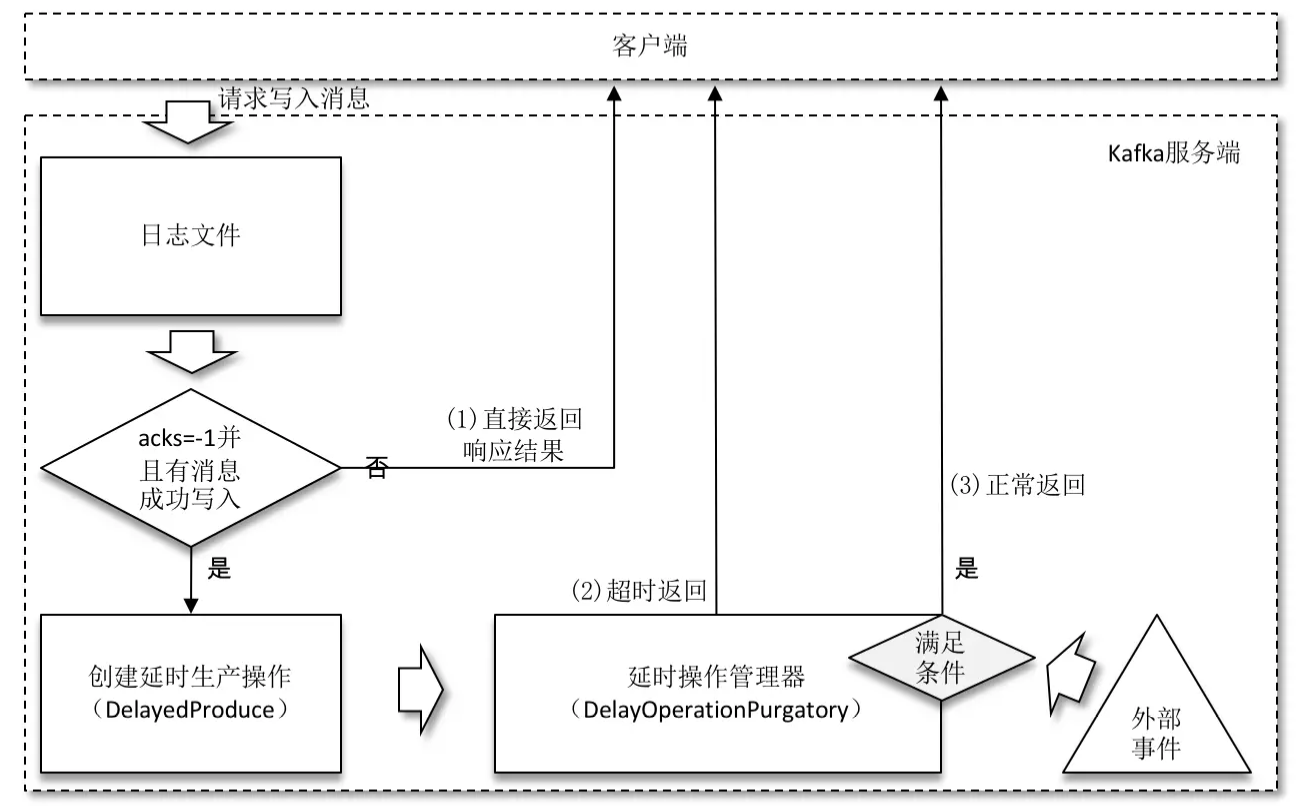 客户端
请求写入消息
Kafka服务端
日志文件
(1)直接返回
响应结果
acks=-1并
且有消息
成功写入
否
(3)正常返回
是
(2)超时返回
是
创建延时生产操作
（DelayedProduce）
延时操作管理器
（DelayOperationPurgatory）
满足
条件
外部
事件